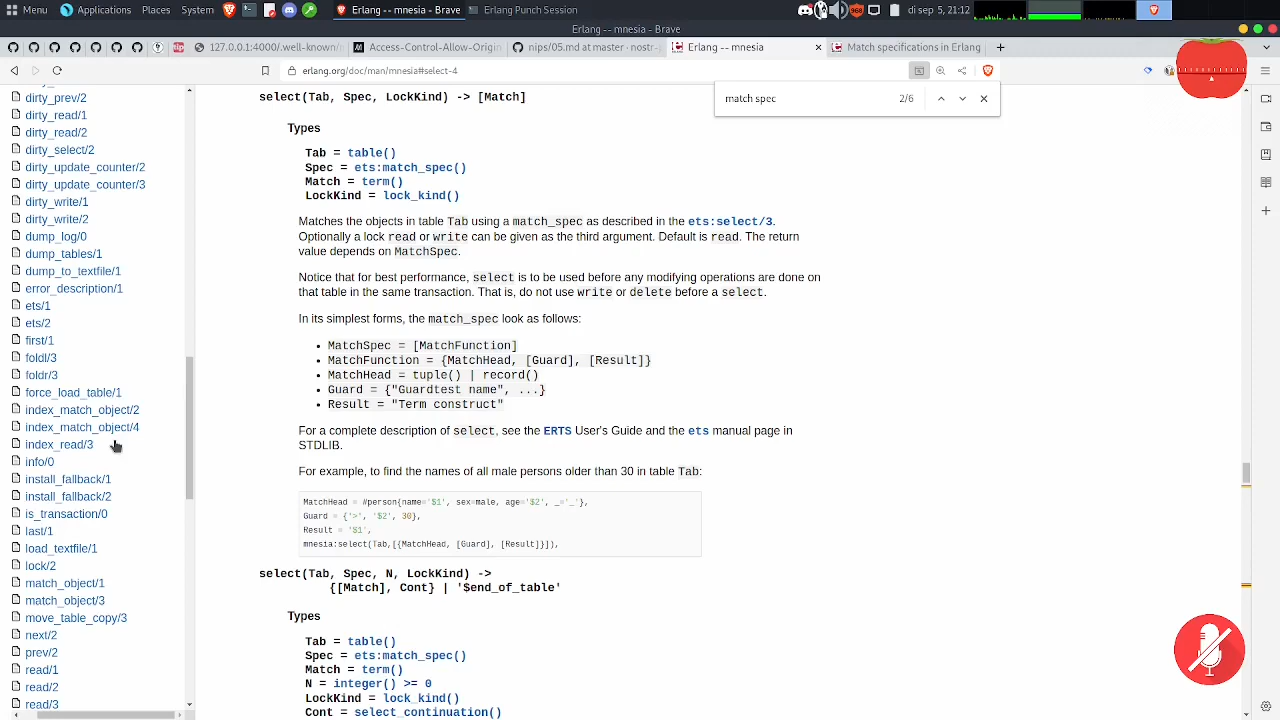 Menu Applications Places System Erlang -- mnesia - Brave Erlang Punch Session 968 di sep 5, 21:12
Erlang -- mnesia - Brave
127.0.0.1:4000/.well-known/n Access-Control-Allow-Origin nips/05.md at master · nostr- Erlang -- mnesia Match specifications in Erlang
erlang.org/doc/man/mnesia#select-4
match spec 2/6
dirty_prev/2
dirty_read/1
dirty_read/2
dirty_select/2
dirty_update_counter/2
dirty_update_counter/3
dirty_write/1
dirty_write/2
dump_log/0
dump_tables/1
dump_to_textfile/1
error_description/1
ets/1
ets/2
first/1
foldl/3
foldr/3
force_load_table/1
index_match_object/2
index_match_object/4
index_read/3
info/0
install_fallback/1
install_fallback/2
is_transaction/0
last/1
load_textfile/1
lock/2
match_object/1
match_object/3
move_table_copy/3
next/2
prev/2
read/1
read/2
read/3
select(Tab, Spec, LockKind) -> [Match]
Types
Tab = table()
Spec = ets:match_spec()
Match = term()
LockKind = lock_kind()
Matches the objects in table Tab using a match_spec as described in the ets:select/3.
Optionally a lock read or write can be given as the third argument. Default is read. The return
value depends on MatchSpec.
Notice that for best performance, select is to be used before any modifying operations are done on
that table in the same transaction. That is, do not use write or delete before a select.
In its simplest forms, the match_spec look as follows:
• MatchSpec = [MatchFunction]
• MatchFunction = {MatchHead, [Guard], [Result]}
• MatchHead = tuple() | record()
• Guard = {"Guardtest name", ...}
• Result = "Term construct"
For a complete description of select, see the ERTS User's Guide and the ets manual page in
STDLIB.
For example, to find the names of all male persons older than 30 in table Tab:
MatchHead = #person{name='$1', sex=male, age='$2', _='_'},
Guard = {'>', '$2', 30},
Result = '$1',
mnesia:select(Tab,[{MatchHead, [Guard], [Result]}]),
select(Tab, Spec, N, LockKind) ->
{[Match], Cont} | '$end_of_table'
Types
Tab = table()
Spec = ets:match_spec()
Match = term()
N = integer() >= 0
LockKind = lock_kind()
Cont = select_continuation()